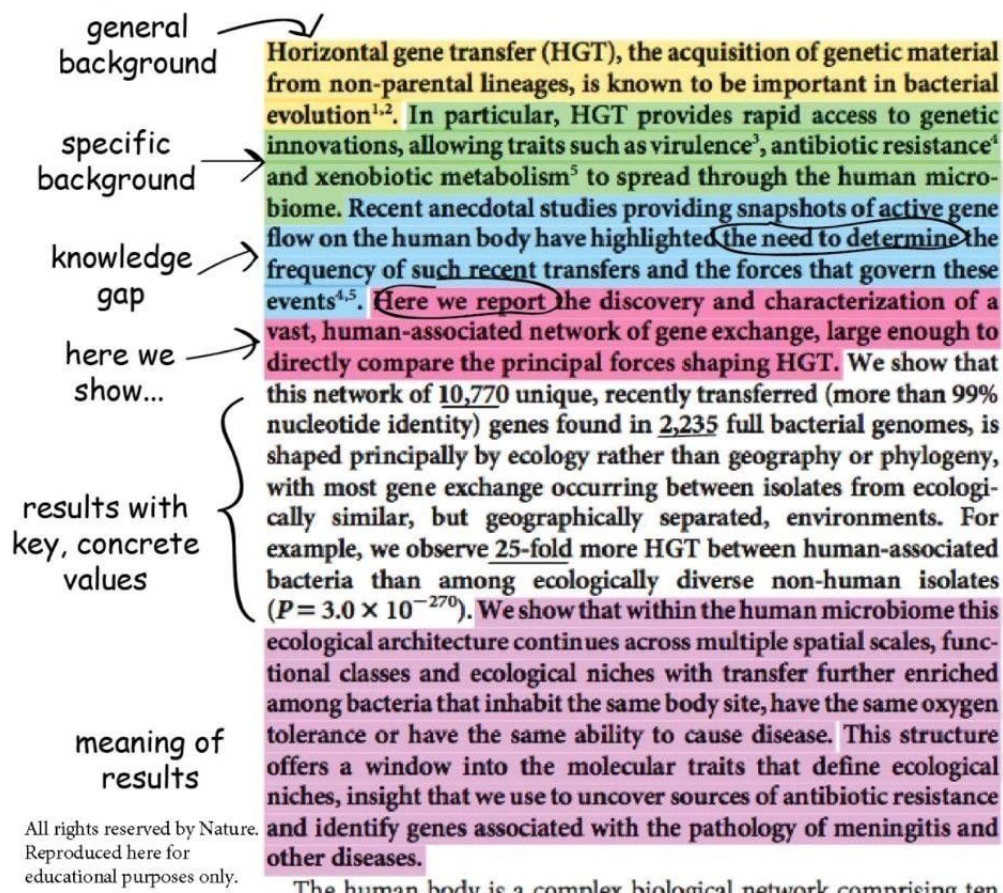 general
background
specific
background
knowledge
gap
here we
show...
results with
key, concrete
values
meaning of
results
All rights reserved by Nature.
Reproduced here for
educational purposes only.
Horizontal gene transfer (HGT), the acquisition of genetic material
from non-parental lineages, is known to be important in bacterial
evolution¹,². In particular, HGT provides rapid access to genetic
innovations, allowing traits such as virulence³, antibiotic resistance⁴
and xenobiotic metabolism⁵ to spread through the human micro-
biome. Recent anecdotal studies providing snapshots of active gene
flow on the human body have highlighted the need to determine the
frequency of such recent transfers and the forces that govern these
events⁴,⁵. Here we report the discovery and characterization of a
vast, human-associated network of gene exchange, large enough to
directly compare the principal forces shaping HGT. We show that
this network of 10,770 unique, recently transferred (more than 99%
nucleotide identity) genes found in 2,235 full bacterial genomes, is
shaped principally by ecology rather than geography or phylogeny,
with most gene exchange occurring between isolates from ecologi-
cally similar, but geographically separated, environments. For
example, we observe 25-fold more HGT between human-associated
bacteria than among ecologically diverse non-human isolates
(P = 3.0 × 10⁻²⁷⁰). We show that within the human microbiome this
ecological architecture continues across multiple spatial scales, func-
tional classes and ecological niches with transfer further enriched
among bacteria that inhabit the same body site, have the same oxygen
tolerance or have the same ability to cause disease. This structure
offers a window into the molecular traits that define ecological
niches, insight that we use to uncover sources of antibiotic resistance
and identify genes associated with the pathology of meningitis and
other diseases.
The human body is a complex biological network comprising ten